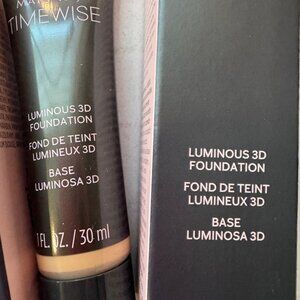 TIMEWISE
LUMINOUS 3D
FOUNDATION
FOND DE TEINT
LUMINEUX 3D
BASE
LUMINOSA 3D
1 FL. OZ. / 30 ml
LUMINOUS 3D
FOUNDATION
FOND DE TEINT
LUMINEUX 3D
BASE
LUMINOSA 3D